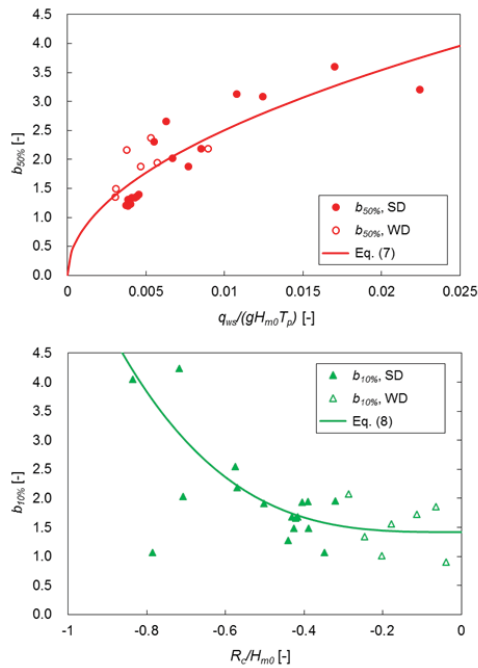 4.5
4.0
3.5
3.0
2.5
2.0
1.5
1.0
0.5
0.0
b50% [-]
b50%, SD
b50%, WD
Eq. (7)
0 0.005 0.01 0.015 0.02 0.025
qws/(gHm0Tp) [-]
4.5
4.0
3.5
3.0
2.5
2.0
1.5
1.0
0.5
0.0
b10% [-]
b10%, SD
b10%, WD
Eq. (8)
-1 -0.8 -0.6 -0.4 -0.2 0
Rc/Hm0 [-]